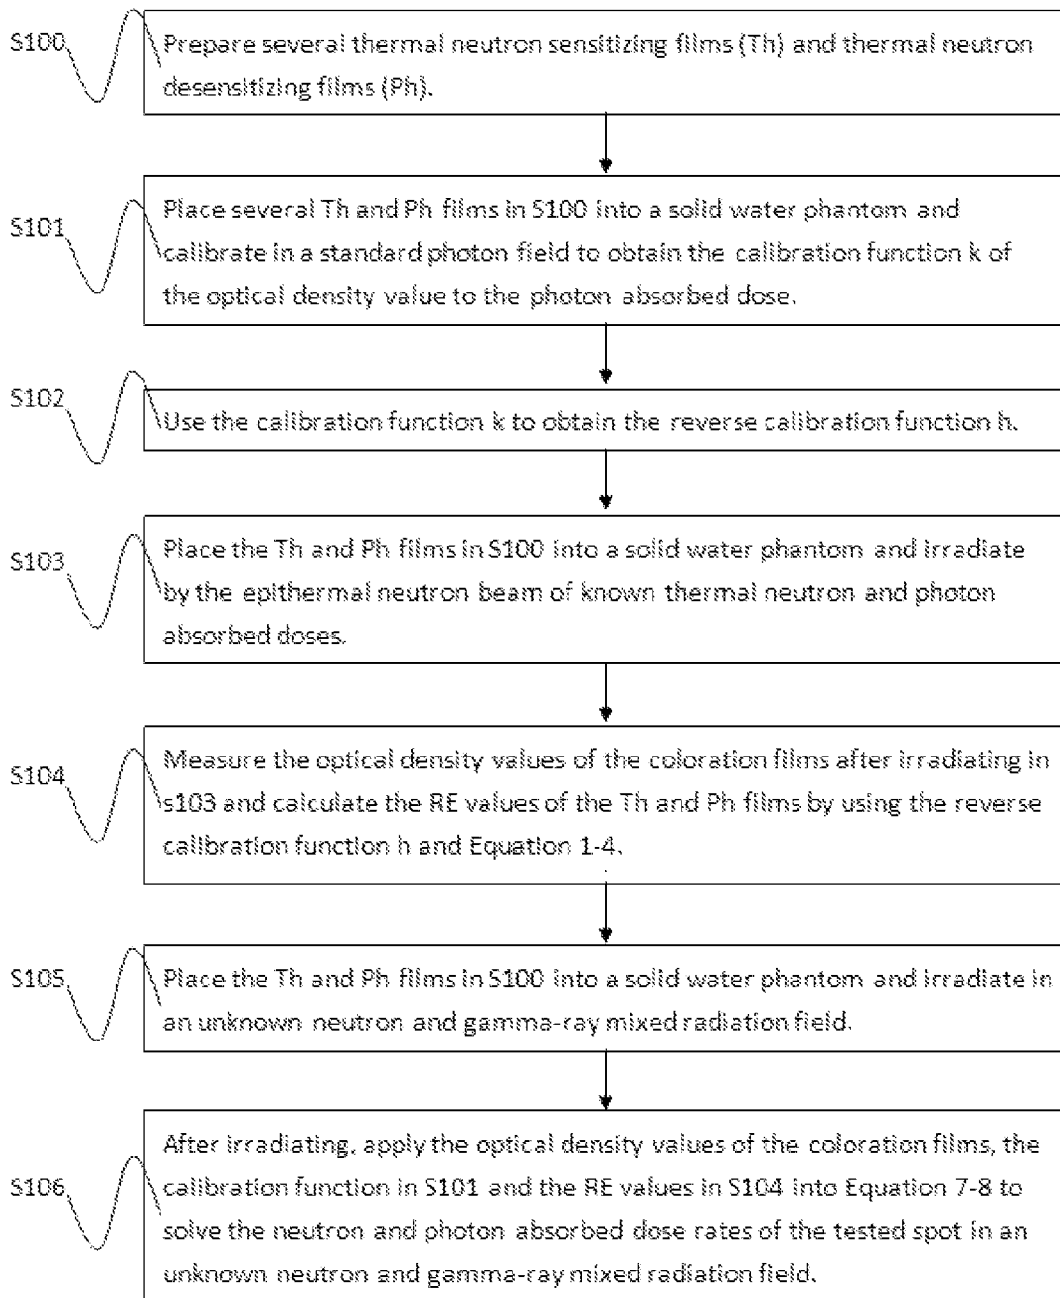 S100
Prepare several thermal neutron sensitizing films (Th) and thermal neutron
desensitizing films (Ph).
S101
Place several Th and Ph films in S100 into a solid water phantom and
calibrate in a standard photon field to obtain the calibration function k of
the optical density value to the photon absorbed dose.
S102
Use the calibration function k to obtain the reverse calibration function h.
S103
Place the Th and Ph films in S100 into a solid water phantom and irradiate
by the epithermal neutron beam of known thermal neutron and photon
absorbed doses.
S104
Measure the optical density values of the coloration films after irradiating in
s103 and calculate the RE values of the Th and Ph films by using the reverse
calibration function h and Equation 1-4.
S105
Place the Th and Ph films in S100 into a solid water phantom and irradiate in
an unknown neutron and gamma-ray mixed radiation field.
S106
After irradiating, apply the optical density values of the coloration films, the
calibration function in S101 and the RE values in S104 into Equation 7-8 to
solve the neutron and photon absorbed dose rates of the tested spot in an
unknown neutron and gamma-ray mixed radiation field.